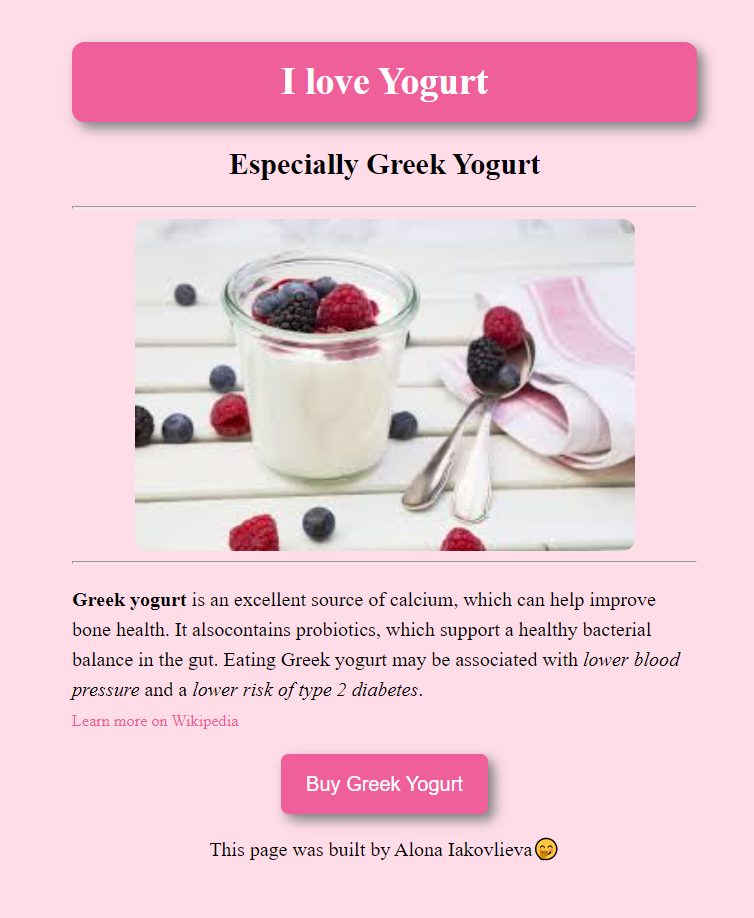 I love Yogurt
Especially Greek Yogurt
Greek yogurt is an excellent source of calcium, which can help improve
bone health. It alsocontains probiotics, which support a healthy bacterial
balance in the gut. Eating Greek yogurt may be associated with lower blood
pressure and a lower risk of type 2 diabetes.
Learn more on Wikipedia
Buy Greek Yogurt
This page was built by Alona Iakovlieva🤭